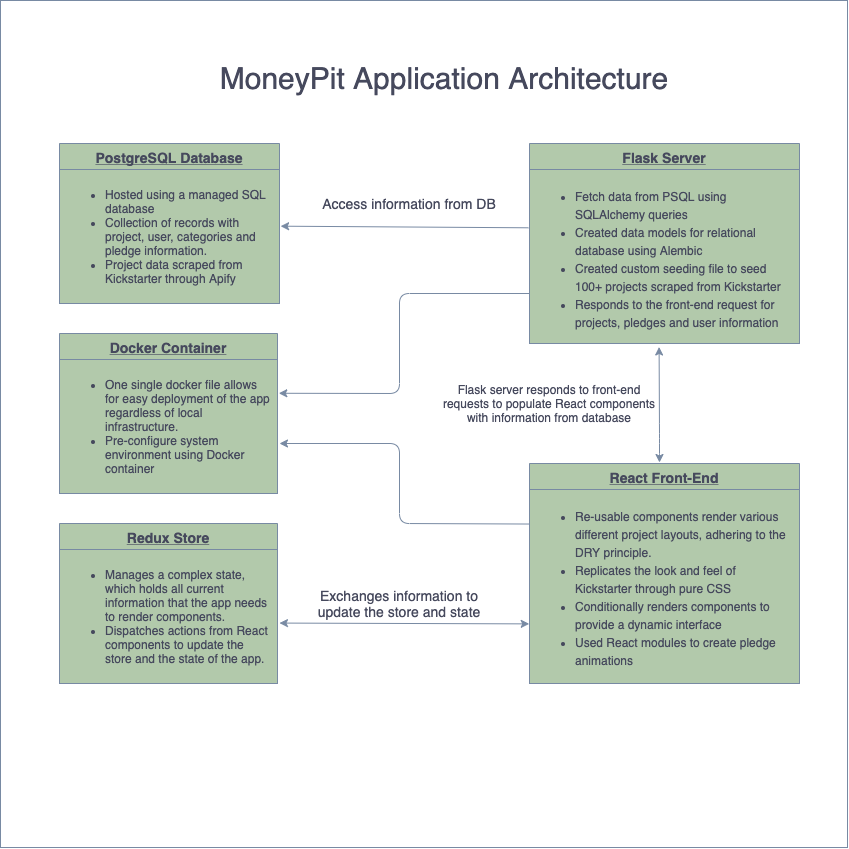 MoneyPit Application Architecture
PostgreSQL Database
• Hosted using a managed SQL
database
• Collection of records with
project, user, categories and
pledge information.
• Project data scraped from
Kickstarter through Apify
Access information from DB
Flask Server
• Fetch data from PSQL using
SQLAlchemy queries
• Created data models for relational
database using Alembic
• Created custom seeding file to seed
100+ projects scraped from Kickstarter
• Responds to the front-end request for
projects, pledges and user information
Docker Container
• One single docker file allows
for easy deployment of the app
regardless of local
infrastructure.
• Pre-configure system
environment using Docker
container
Flask server responds to front-end
requests to populate React components
with information from database
React Front-End
• Re-usable components render various
different project layouts, adhering to the
DRY principle.
• Replicates the look and feel of
Kickstarter through pure CSS
• Conditionally renders components to
provide a dynamic interface
• Used React modules to create pledge
animations
Redux Store
• Manages a complex state,
which holds all current
information that the app needs
to render components.
• Dispatches actions from React
components to update the
store and the state of the app.
Exchanges information to
update the store and state